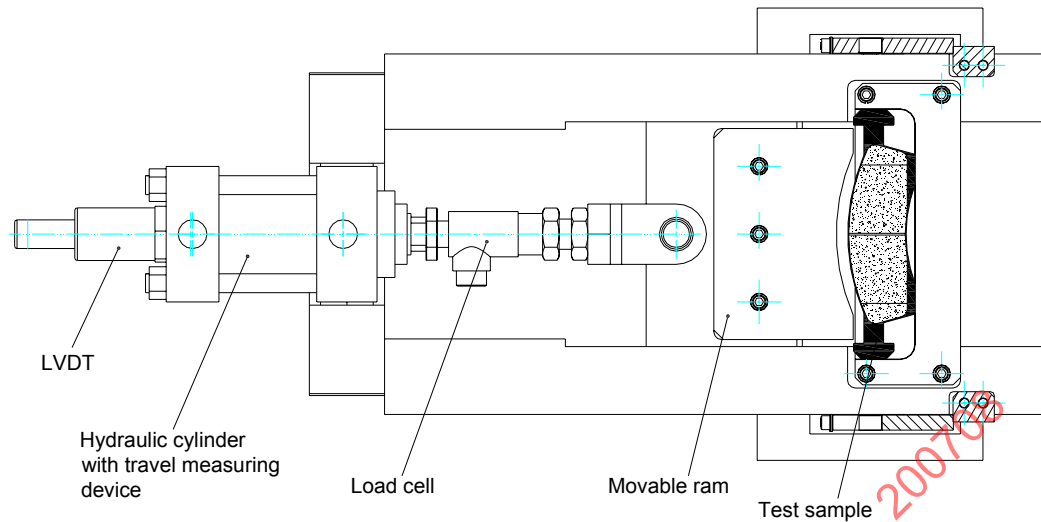 LVDT
Hydraulic cylinder
with travel measuring
device
Load cell
Movable ram
Test sample
200708